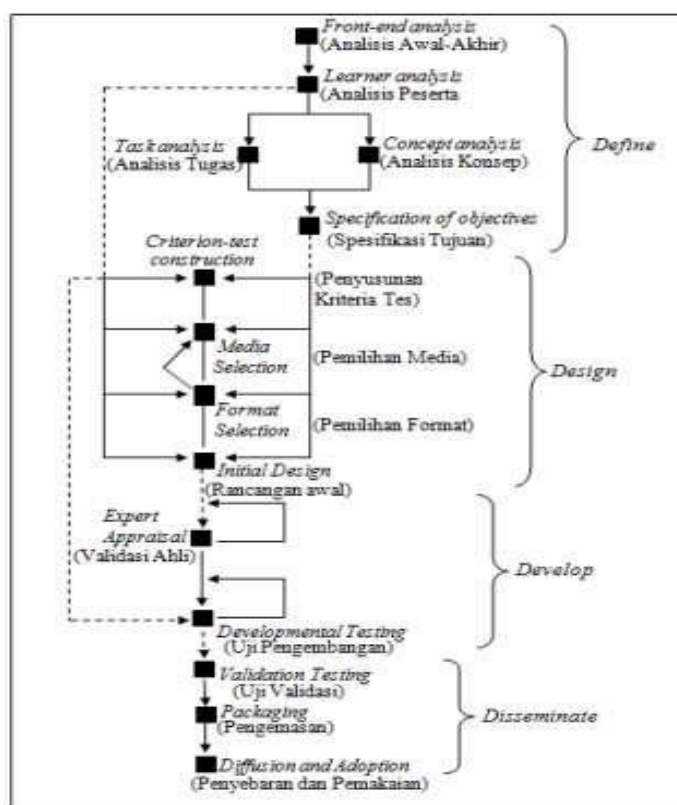 Front-end analysis
(Analisis Awal-Akhir)
Learner analysis
(Analisis Peserta
Task analysis
(Analisis Tugas)
Concept analysis
(Analisis Konsep)
Define
Specification of objectives
(Spesifikasi Tujuan)
Criterion-test
construction
(Penyusunan
Kriteria Tes)
Media
Selection
(Pemilihan Media)
Design
Format
Selection
(Pemilihan Format)
Initial Design
(Rancangan awal)
Expert
Appraisal
(Validasi Ahli)
Develop
Developmental Testing
(Uji Pengembangan)
Validation Testing
(Uji Validasi)
Packaging
(Pengemasan)
Disseminate
Diffusion and Adoption
(Penyebaran dan Pemakaian)